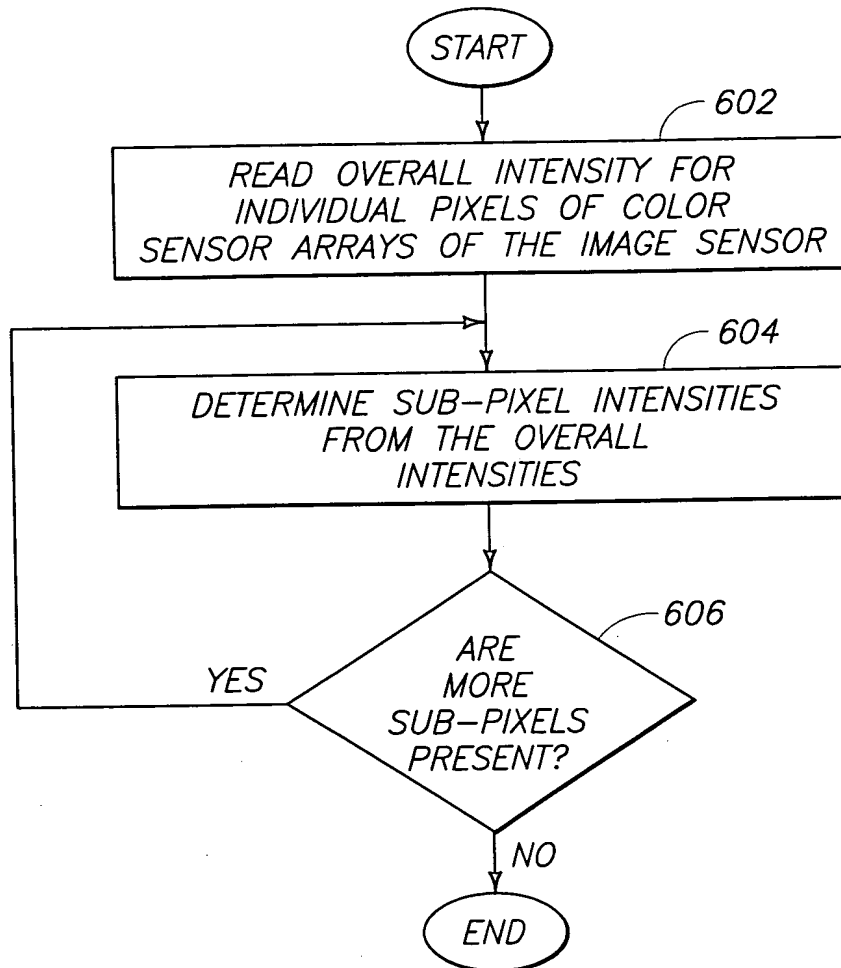 START
602
READ OVERALL INTENSITY FOR
INDIVIDUAL PIXELS OF COLOR
SENSOR ARRAYS OF THE IMAGE SENSOR
604
DETERMINE SUB-PIXEL INTENSITIES
FROM THE OVERALL
INTENSITIES
606
ARE
MORE
SUB-PIXELS
PRESENT?
YES
NO
END